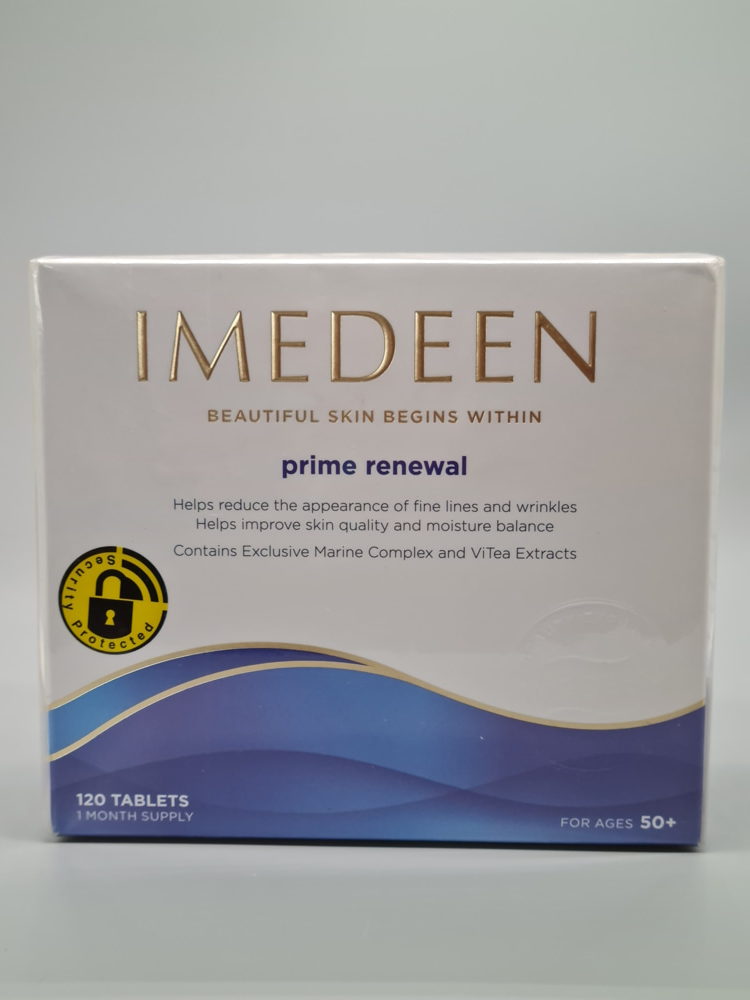 IMEDEEN
BEAUTIFUL SKIN BEGINS WITHIN
prime renewal
Helps reduce the appearance of fine lines and wrinkles
Helps improve skin quality and moisture balance
Contains Exclusive Marine Complex and ViTea Extracts
Security
Protected
120 TABLETS
1 MONTH SUPPLY
FOR AGES 50+